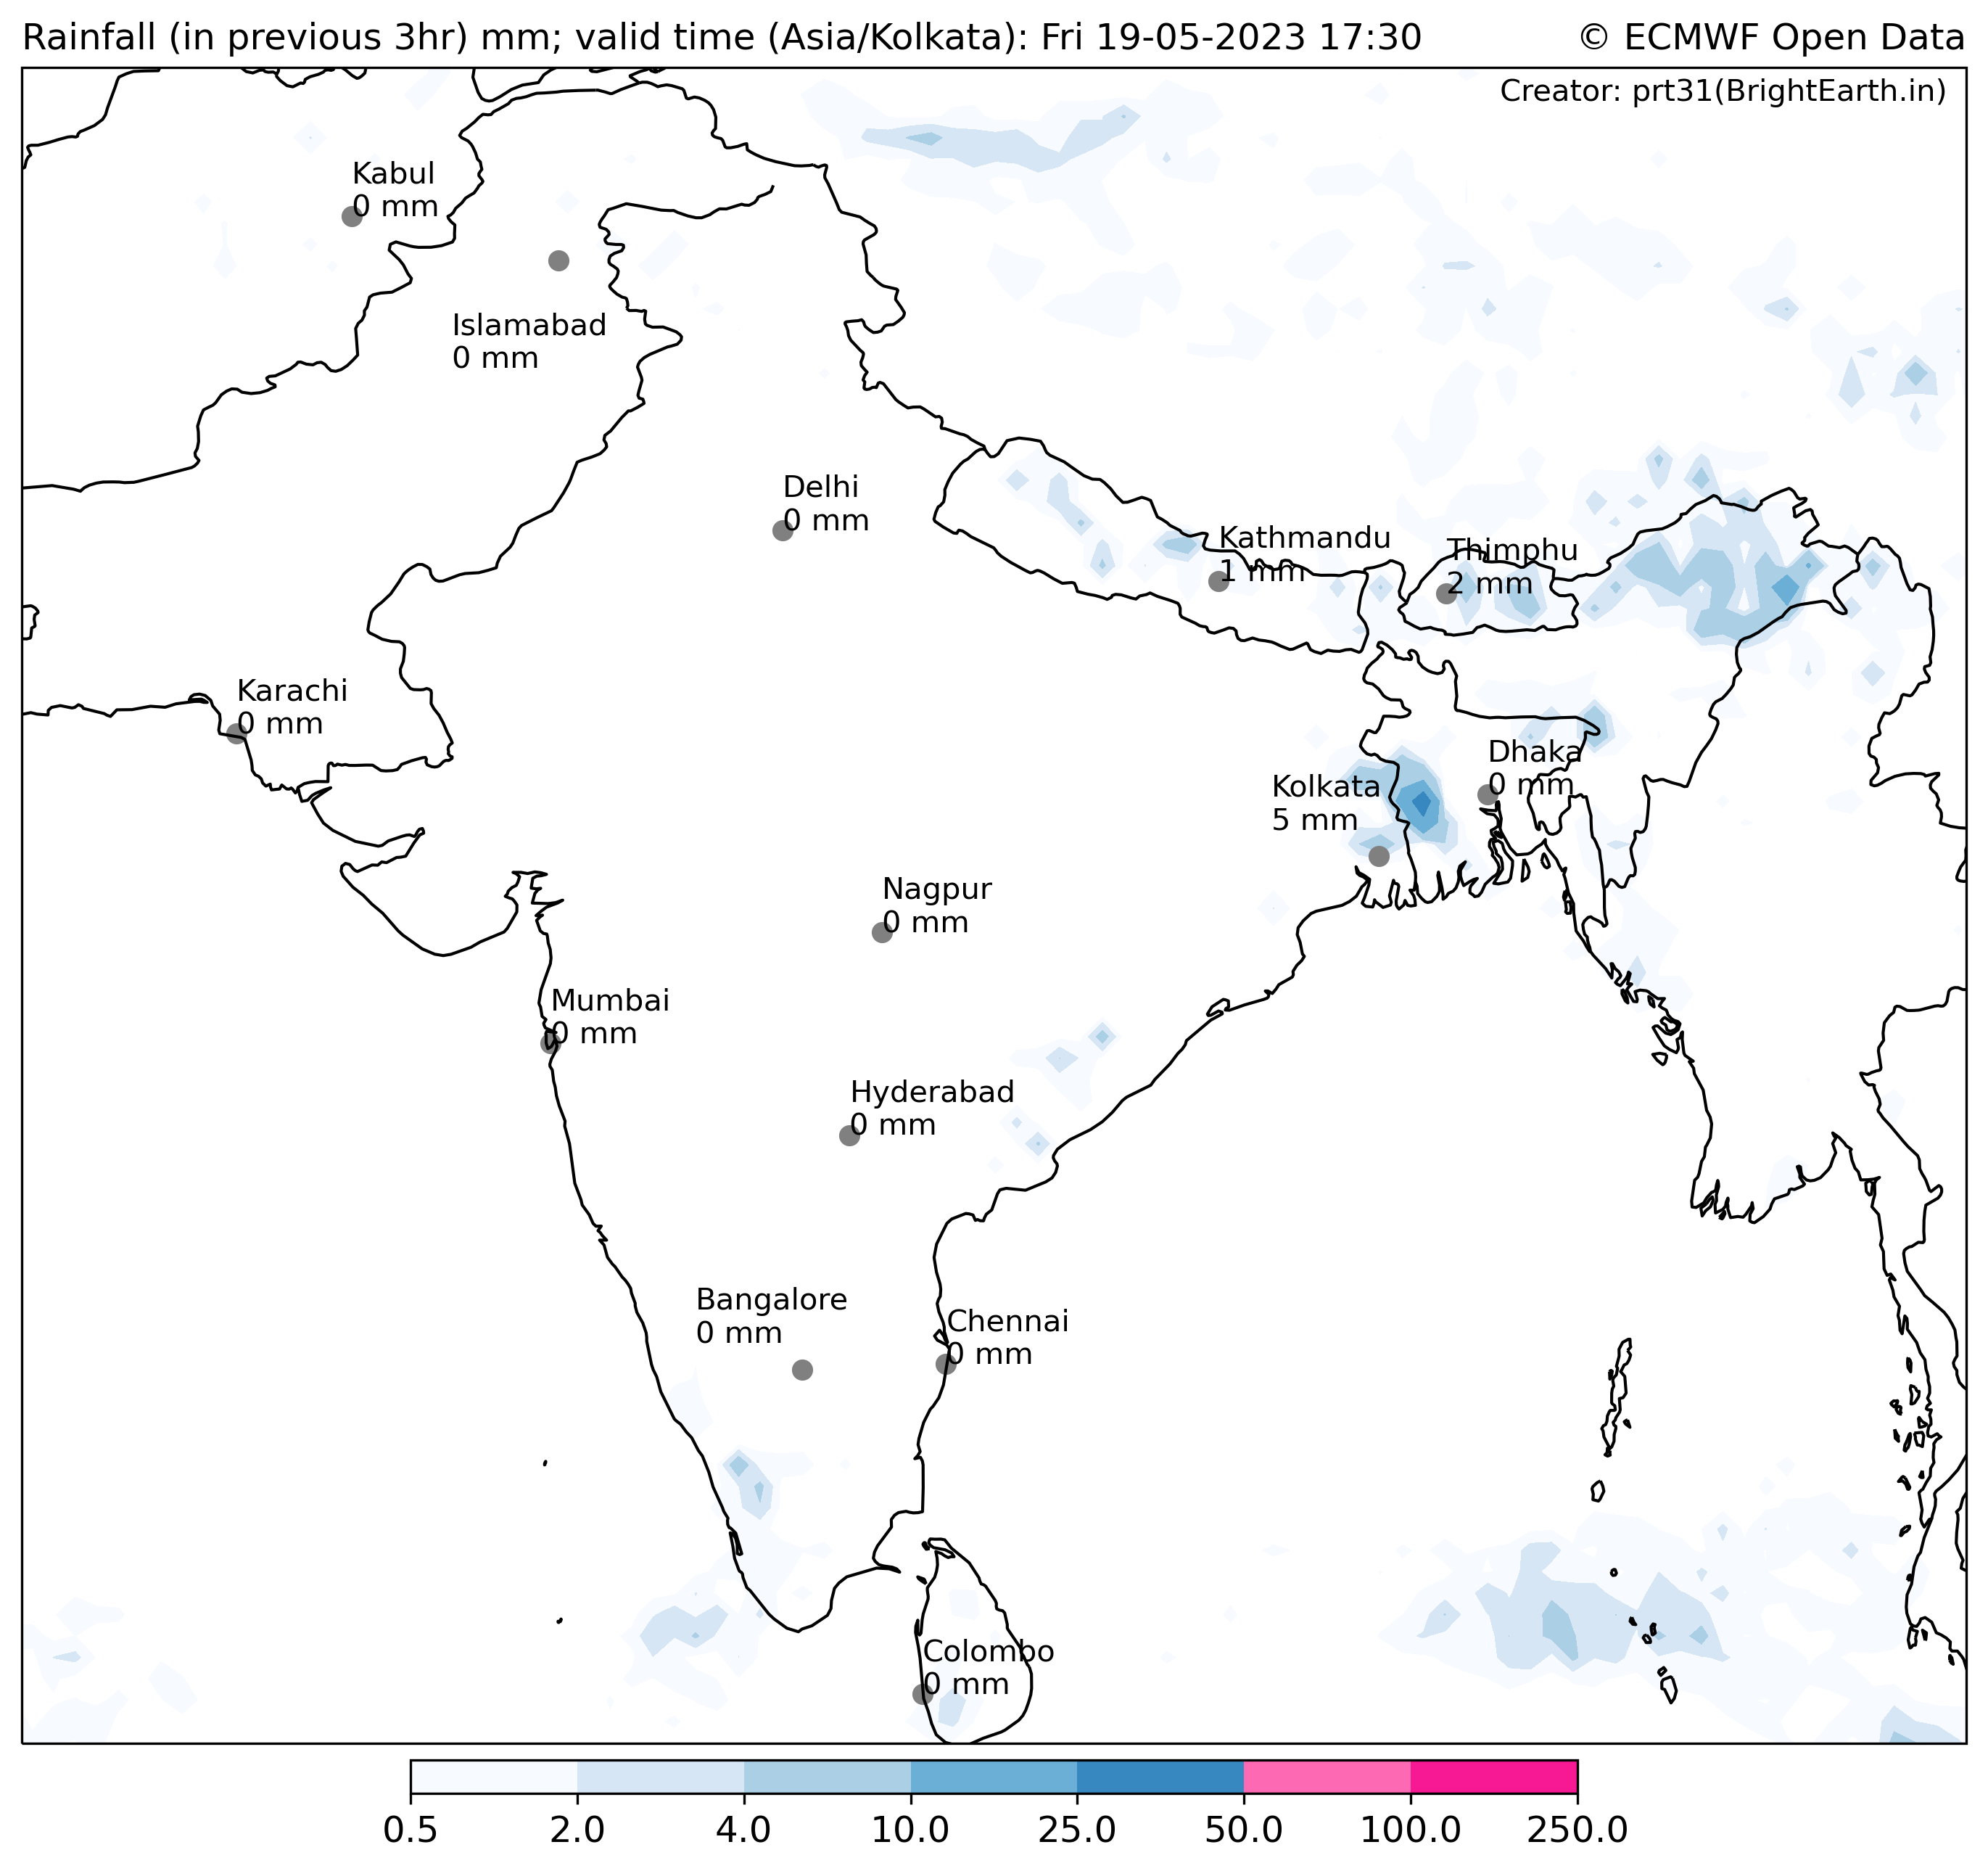 Rainfall (in previous 3hr) mm; valid time (Asia/Kolkata): Fri 19-05-2023 17:30
© ECMWF Open Data
Creator: prt31(BrightEarth.in)
Kabul
0 mm
Islamabad
0 mm
Delhi
0 mm
Kathmandu
1 mm
Thimphu
2 mm
Karachi
0 mm
Dhaka
0 mm
Kolkata
5 mm
Nagpur
0 mm
Mumbai
0 mm
Hyderabad
0 mm
Bangalore
0 mm
Chennai
0 mm
Colombo
0 mm
0.5 2.0 4.0 10.0 25.0 50.0 100.0 250.0